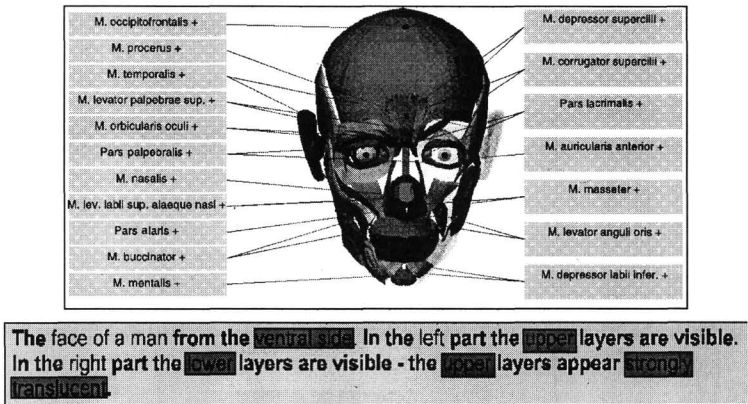 M. occipitofrontalis +
M. procerus +
M. temporalis +
M. levator palpebrae sup. +
M. orbicularis oculi +
Pars palpebralis +
M. nasalis +
M. lev. labii sup. alaeque nasi +
Pars alaris +
M. buccinator +
M. mentalis +
M. depressor supercilii +
M. corrugator supercilii +
Pars lacrimalis +
M. auricularis anterior +
M. masseter +
M. levator anguli oris +
M. depressor labii infer. +
The face of a man from the ventral side. In the left part the upper layers are visible.
In the right part the lower layers are visible - the upper layers appear strongly
translucent.